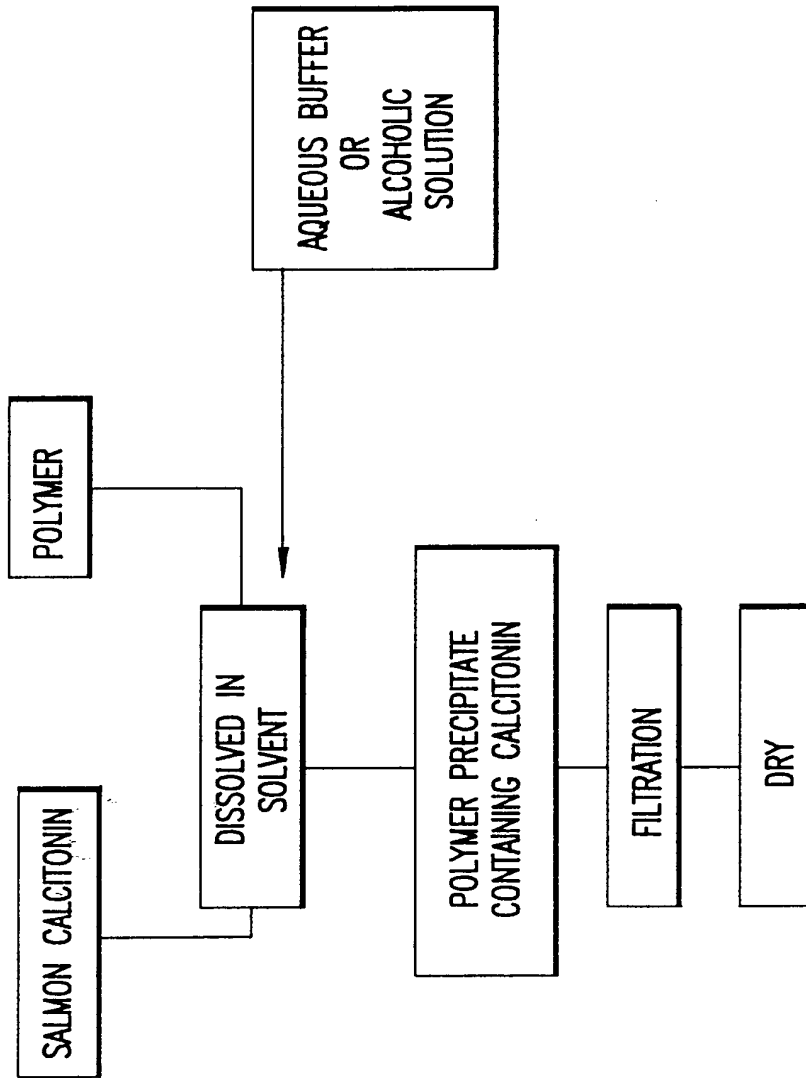 SALMON CALCITONIN
POLYMER
DISSOLVED IN
SOLVENT
AQUEOUS BUFFER
OR
ALCOHOLIC
SOLUTION
POLYMER PRECIPITATE
CONTAINING CALCITONIN
FILTRATION
DRY